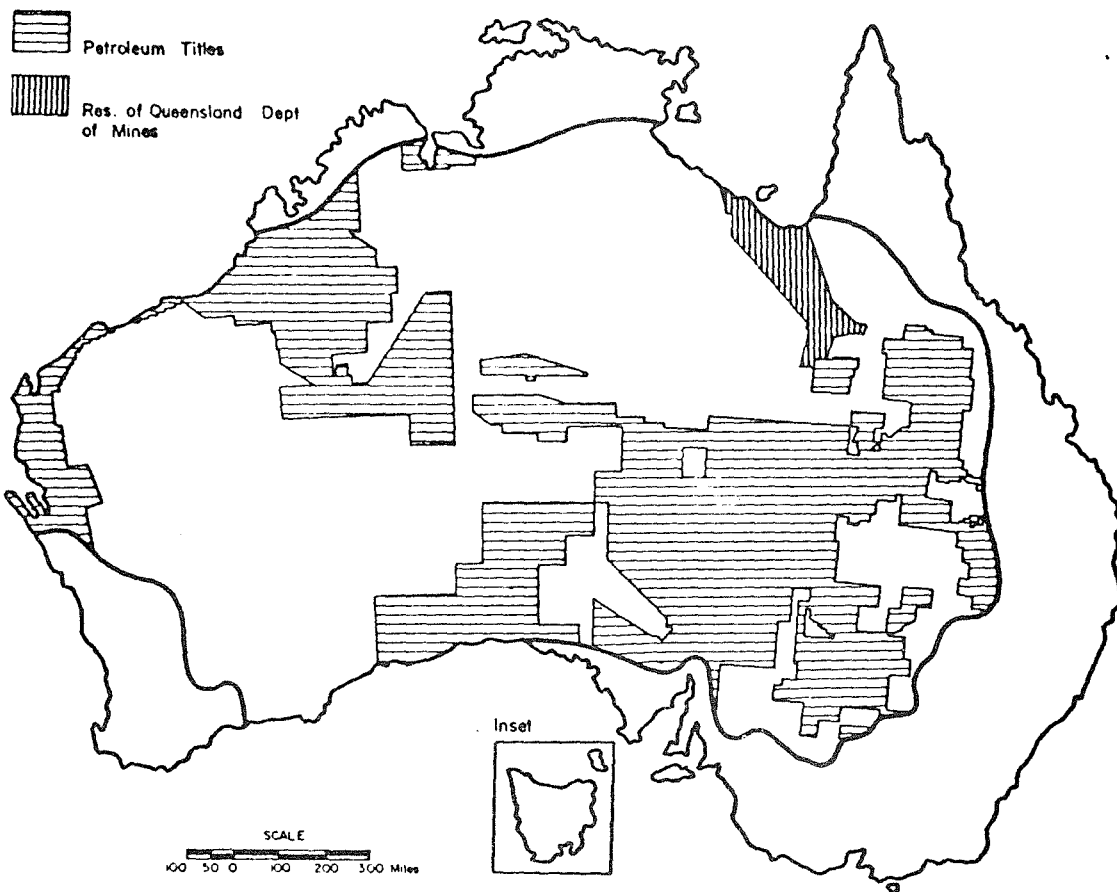 Petroleum Titles
Res. of Queensland Dept
of Mines
Inset
SCALE
100 50 0 100 200 300 Miles